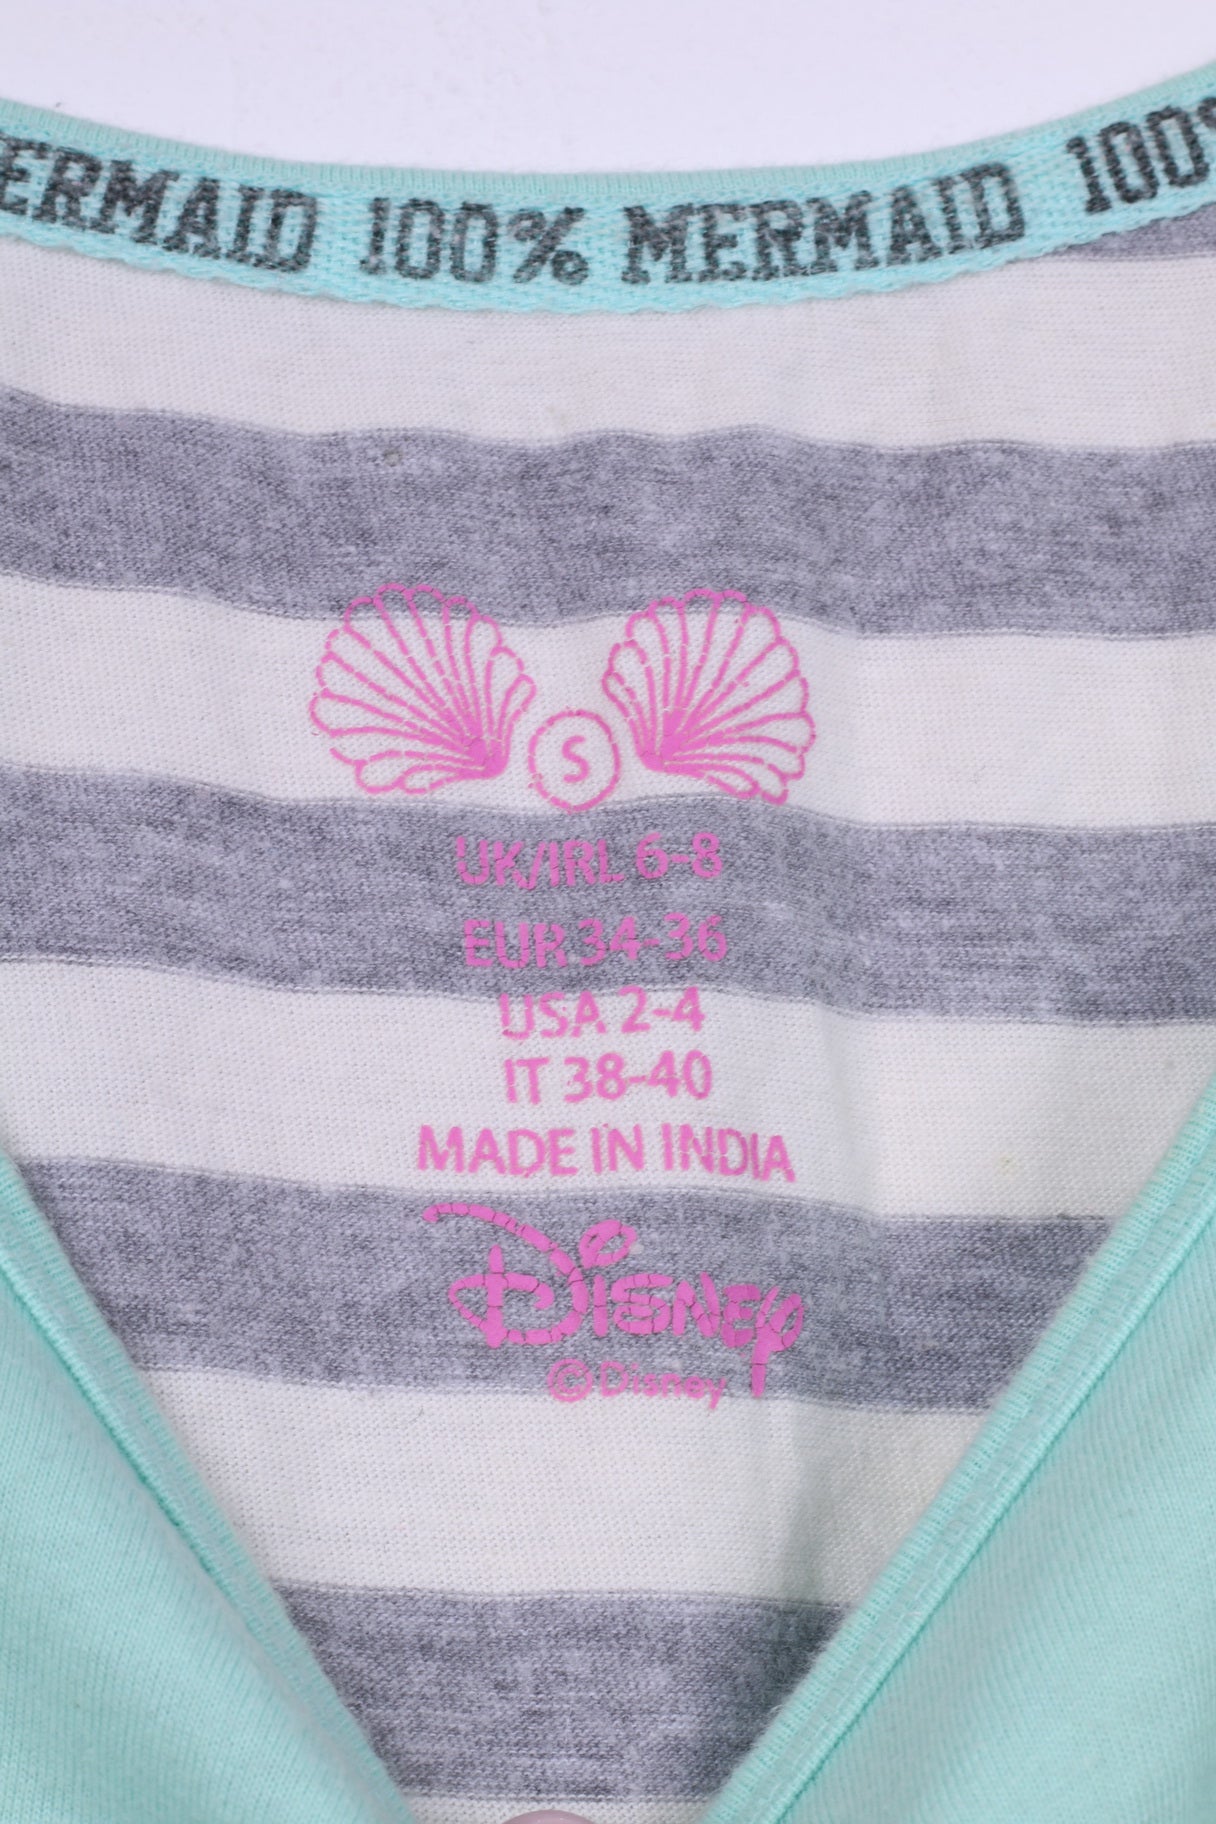 ERMAID 100% MERMAID 100%
S
UK/IRL 6-8
EUR 34-36
USA 2-4
IT 38-40
MADE IN INDIA
Disney
©Disney